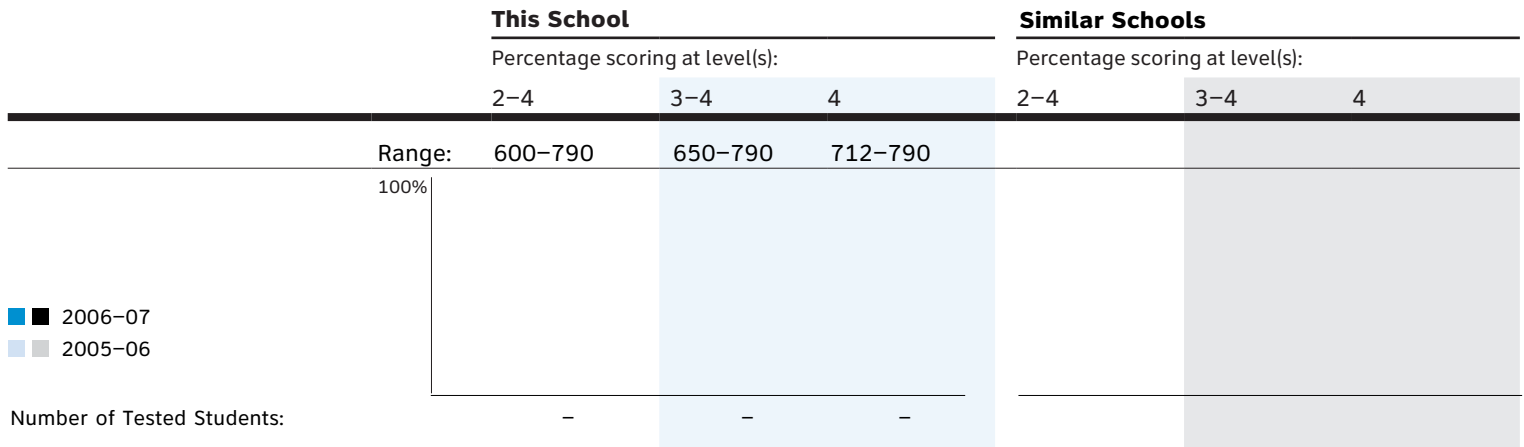 This School Similar Schools
Percentage scoring at level(s): Percentage scoring at level(s):
2–4 3–4 4 2–4 3–4 4
Range: 600–790 650–790 712–790
100%
2006–07
2005–06
Number of Tested Students: – – –